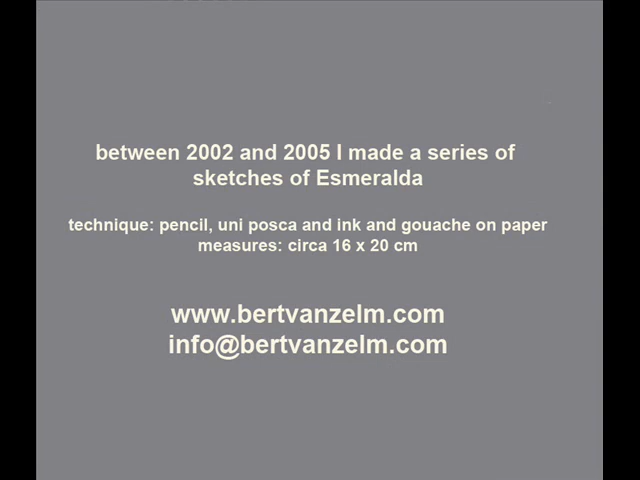 between 2002 and 2005 I made a series of
sketches of Esmeralda
technique: pencil, uni posca and ink and gouache on paper
measures: circa 16 x 20 cm
www.bertvanzelm.com
info@bertvanzelm.com